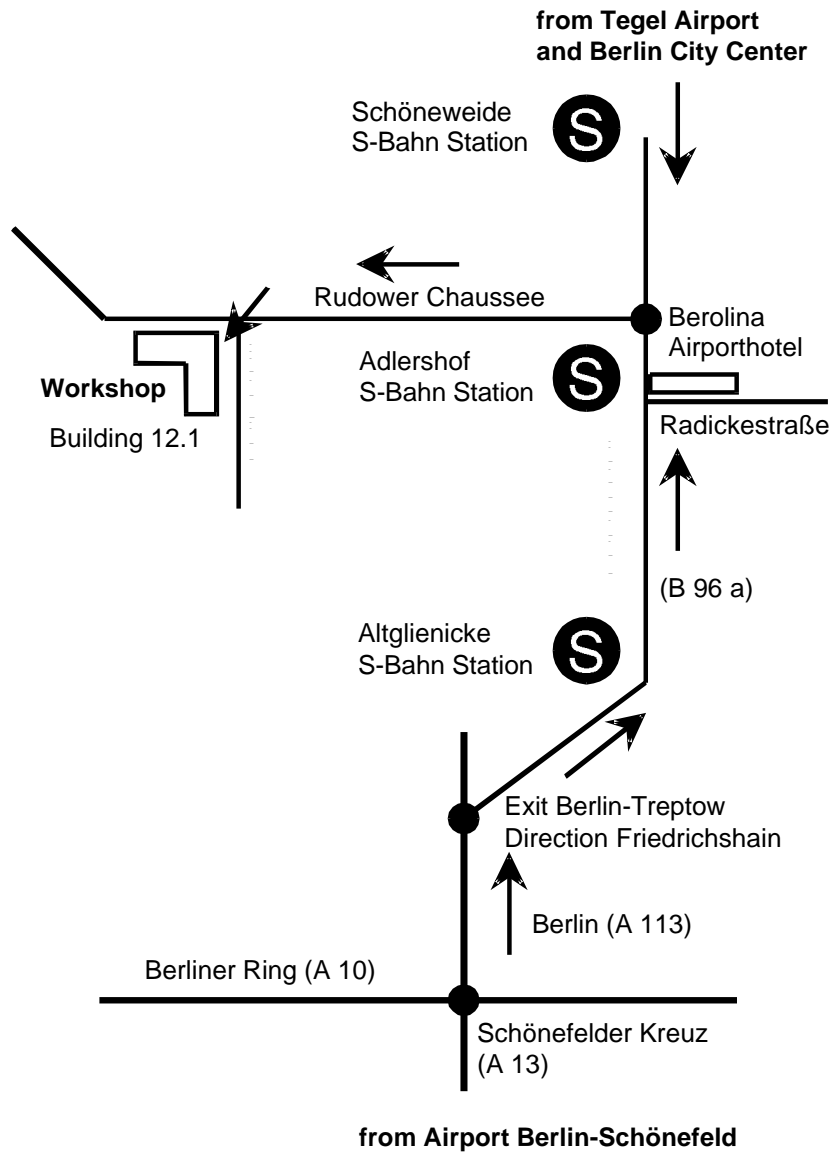 from Tegel Airport
and Berlin City Center
Schöneweide
S-Bahn Station
S
Rudower Chaussee
Berolina
Airporthotel
Adlershof
S-Bahn Station
S
Workshop
Building 12.1
Radickestraße
(B 96 a)
Altglienicke
S-Bahn Station
S
Exit Berlin-Treptow
Direction Friedrichshain
Berlin (A 113)
Berliner Ring (A 10)
Schönefelder Kreuz
(A 13)
from Airport Berlin-Schönefeld